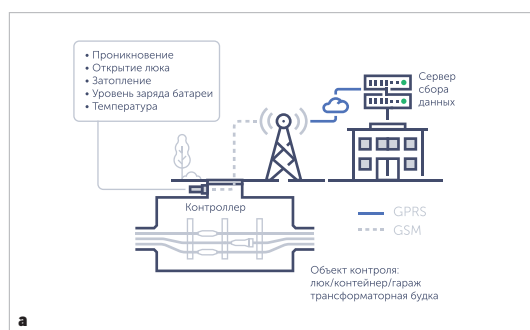 • Проникновение
• Открытие люка
• Затопление
• Уровень заряда батареи
• Температура
Сервер
сбора
данных
Контроллер
GPRS
GSM
Объект контроля:
люк/контейнер/гараж
трансформаторная будка
а